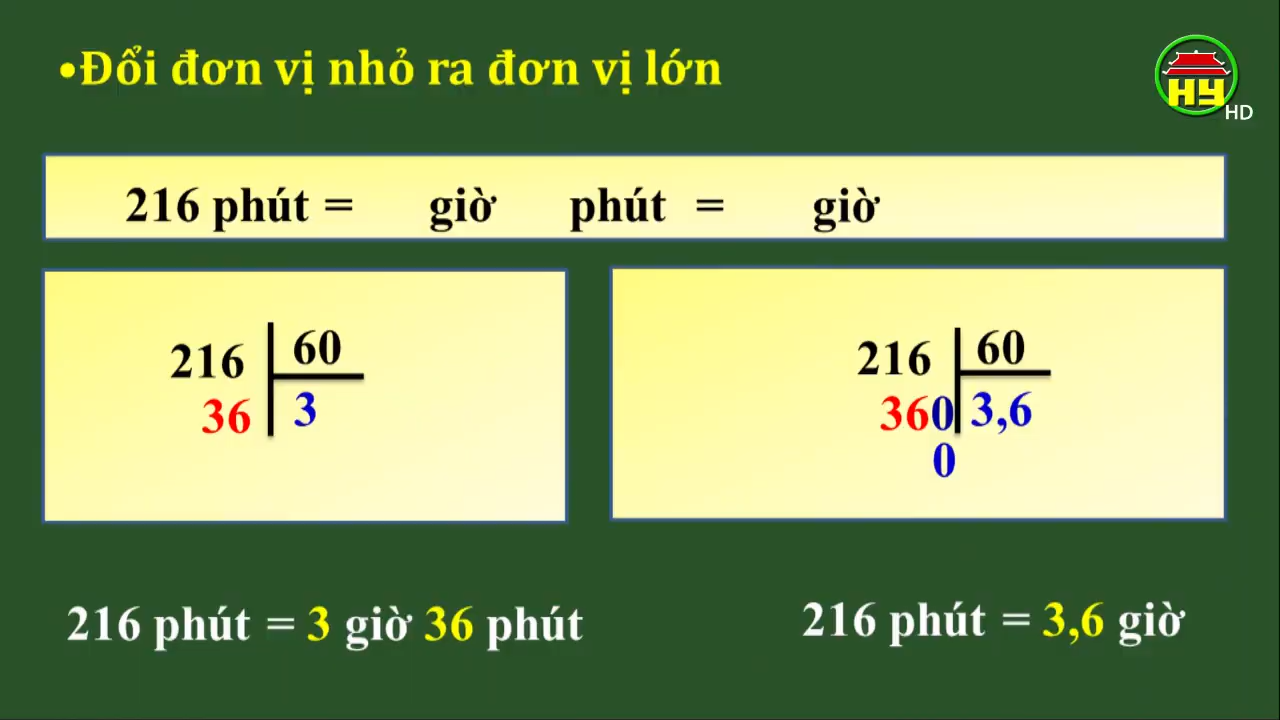 •Đổi đơn vị nhỏ ra đơn vị lớn
HY
HD
216 phút = giờ phút = giờ
216 60
36 3
216 60
360 3,6
0
216 phút = 3 giờ 36 phút
216 phút = 3,6 giờ